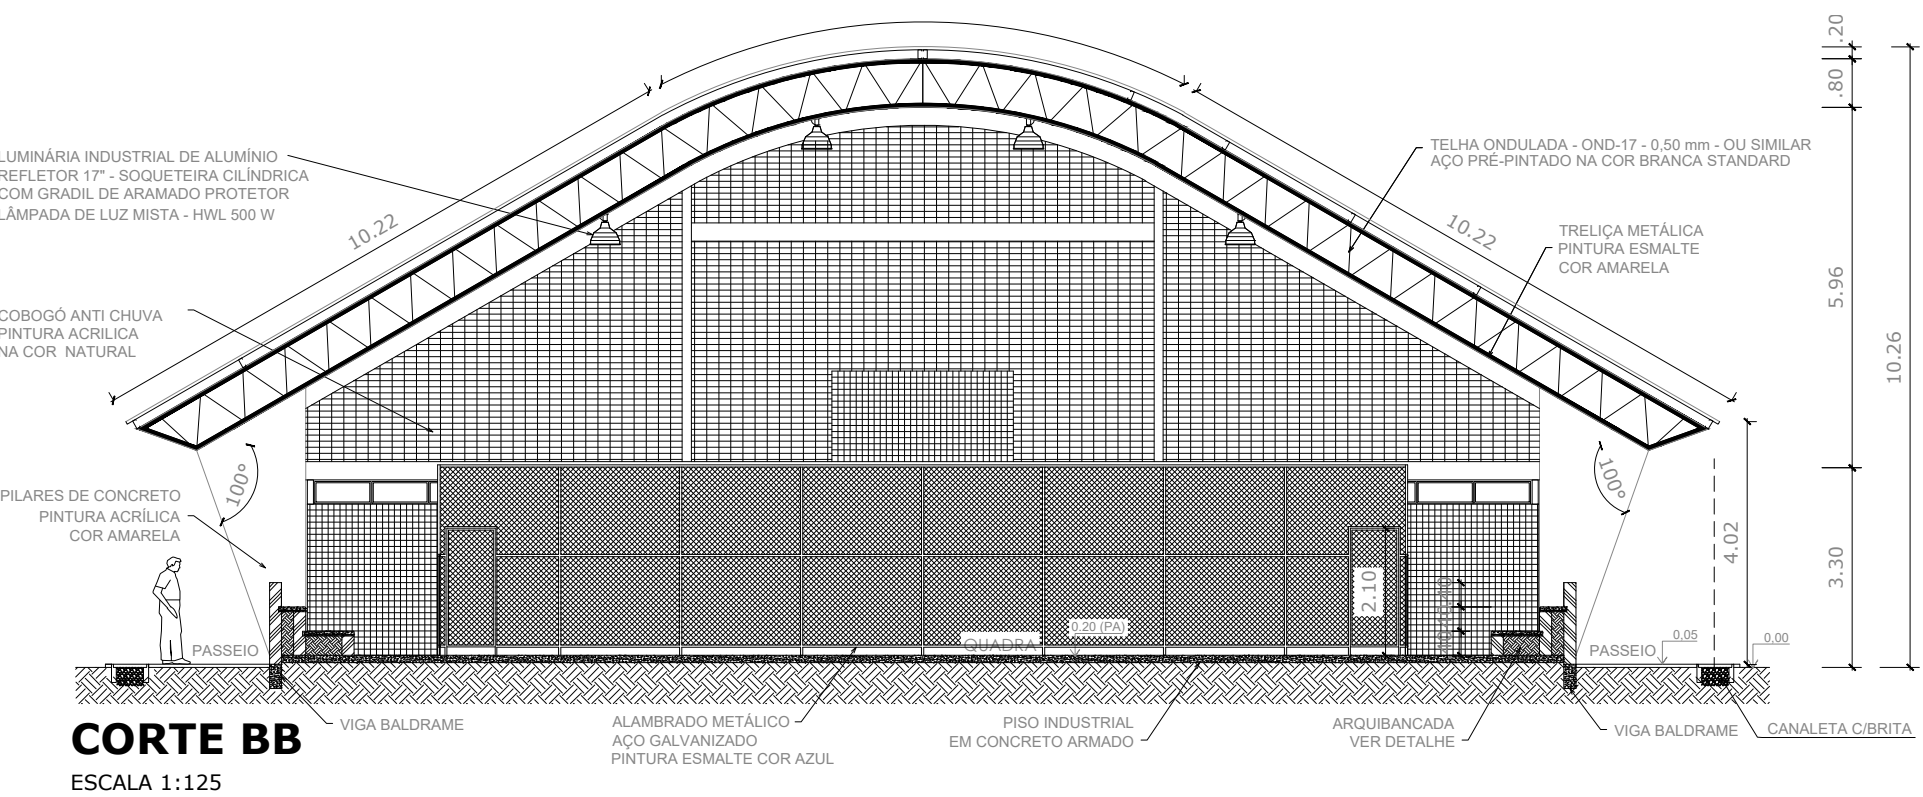 .20
.80
5.96
10.26
3.30
4.02
10.22
10.22
LUMINÁRIA INDUSTRIAL DE ALUMÍNIO
REFLETOR 17" - SOQUETEIRA CILÍNDRICA
COM GRADIL DE ARAMADO PROTETOR
LÂMPADA DE LUZ MISTA - HWL 500 W
TELHA ONDULADA - OND-17 - 0,50 mm - OU SIMILAR
AÇO PRÉ-PINTADO NA COR BRANCA STANDARD
TRELIÇA METÁLICA
PINTURA ESMALTE
COR AMARELA
COBOGÓ ANTI CHUVA
PINTURA ACRILICA
NA COR NATURAL
100°
100°
PILARES DE CONCRETO
PINTURA ACRÍLICA
COR AMARELA
2.10
PASSEIO
QUADRA
0.20 (PA)
PASSEIO
0,05
0,00
VIGA BALDRAME
ALAMBRADO METÁLICO
AÇO GALVANIZADO
PINTURA ESMALTE COR AZUL
PISO INDUSTRIAL
EM CONCRETO ARMADO
ARQUIBANCADA
VER DETALHE
VIGA BALDRAME
CANALETA C/BRITA
CORTE BB
ESCALA 1:125